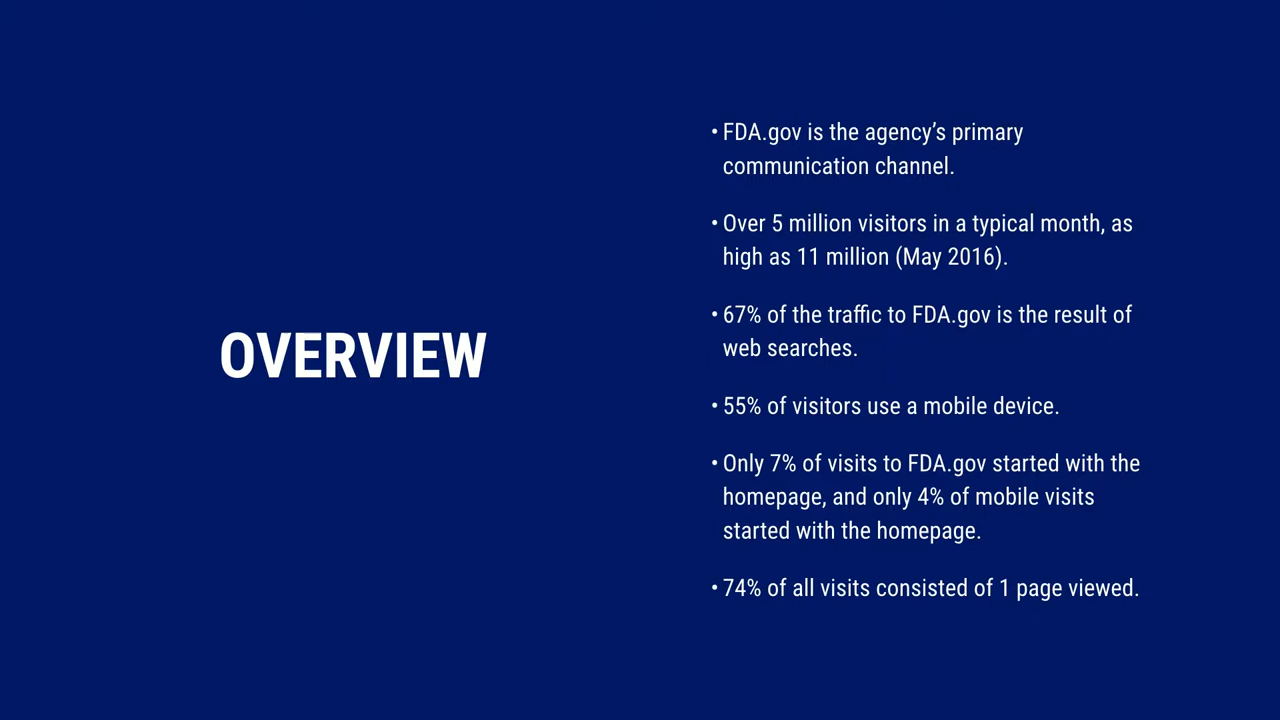 OVERVIEW
• FDA.gov is the agency’s primary
communication channel.
• Over 5 million visitors in a typical month, as
high as 11 million (May 2016).
• 67% of the traffic to FDA.gov is the result of
web searches.
• 55% of visitors use a mobile device.
• Only 7% of visits to FDA.gov started with the
homepage, and only 4% of mobile visits
started with the homepage.
• 74% of all visits consisted of 1 page viewed.